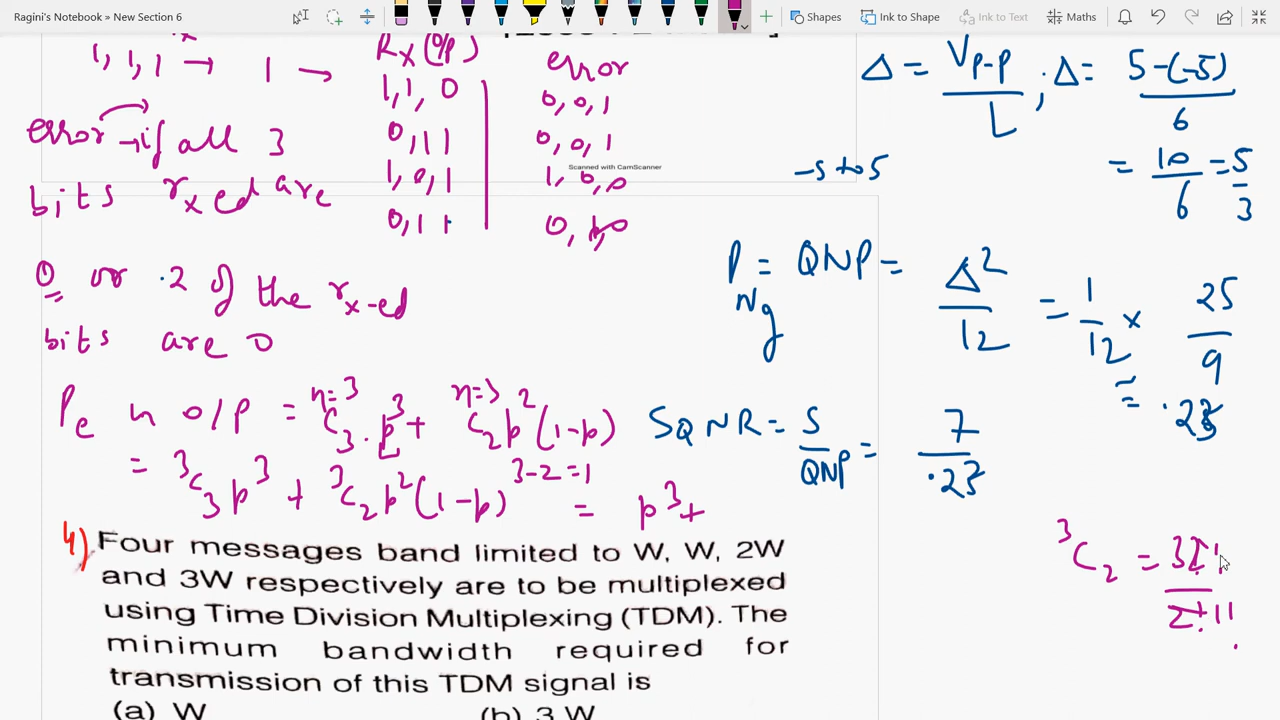 Ragini's Notebook » New Section 6
Shapes
Ink to Shape
Ink to Text
Maths
1, 1, 1 → 1 →
Rx (o/p)
error
1, 1, 0
0, 0, 1
0, 1 1
0, 0, 1
1, 0, 1
1, 0, 0
0, 1 1
error → if all 3
bits rxed are
0 or .2 of the rx-ed
bits are 0
Scanned with CamScanner
Δ = Vp-p / L ; Δ = 5-(-5) / 6
-5 to 5
= 10/6 = 5/3
P Nq = QNP = Δ² / 12 = 1/12 × 25/9
≈ .23
SQNR = S / QNP = 7 / .23
Pe in o/p = n=3 C3 . p³ + n=3 C2 p² (1-p)
= ³C3 p³ + ³C2 p² (1-p) 3-2=1 = p³ +
³C2 = 3 2! / 2! 1!
4) Four messages band limited to W, W, 2W
and 3W respectively are to be multiplexed
using Time Division Multiplexing (TDM). The
minimum bandwidth required for
transmission of this TDM signal is
(a) W (b) 3 W